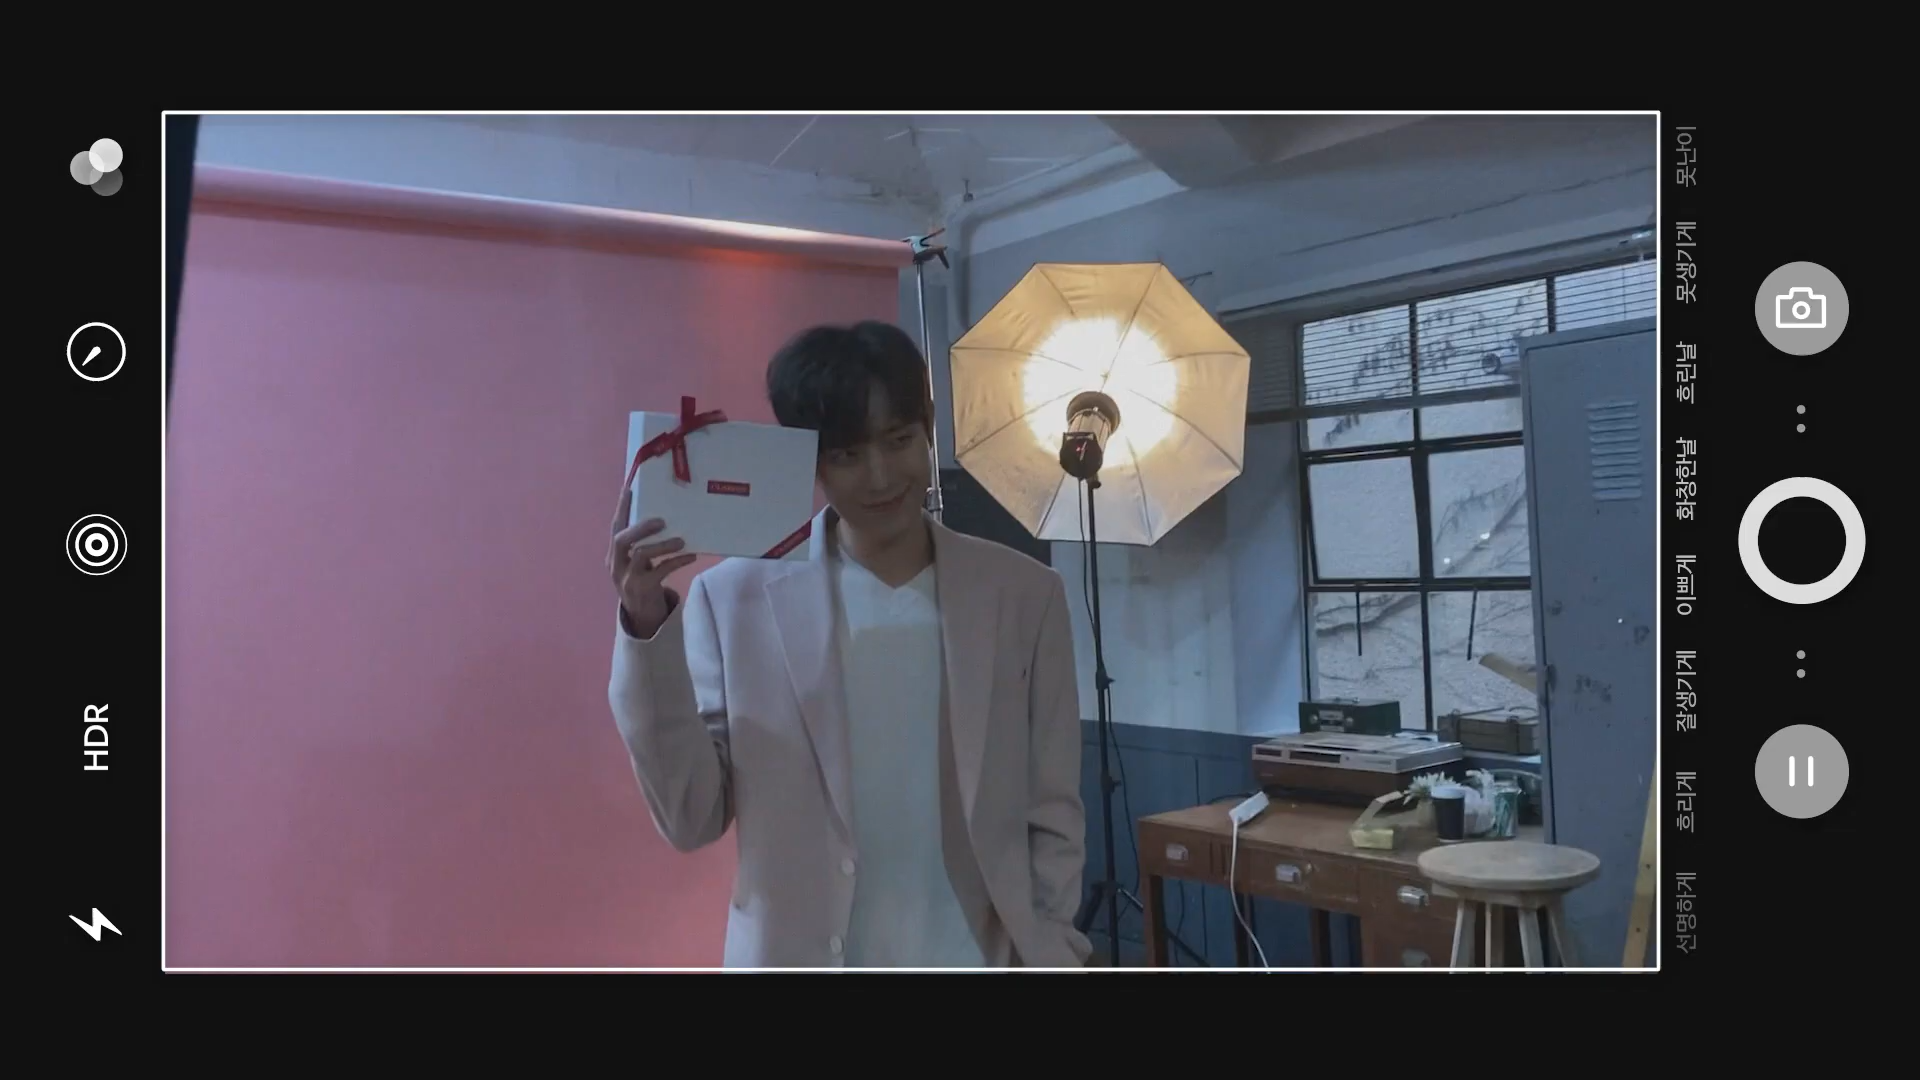 HDR
선명하게
흐리게
잘생기게
이쁘게
화창한날
흐린날
못생기게
못난이